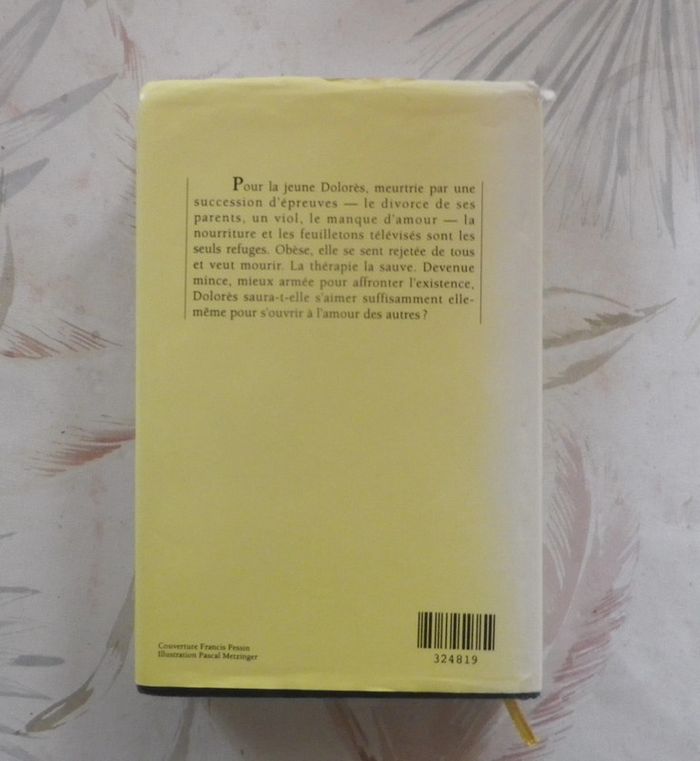 Pour la jeune Dolorès, meurtrie par une
succession d'épreuves — le divorce de ses
parents, un viol, le manque d'amour — la
nourriture et les feuilletons télévisés sont les
seuls refuges. Obèse, elle se sent rejetée de tous
et veut mourir. La thérapie la sauve. Devenue
mince, mieux armée pour affronter l'existence,
Dolorès saura-t-elle s'aimer suffisamment elle-
même pour s'ouvrir à l'amour des autres ?
Couverture Francis Pessin
Illustration Pascal Metzinger
324819